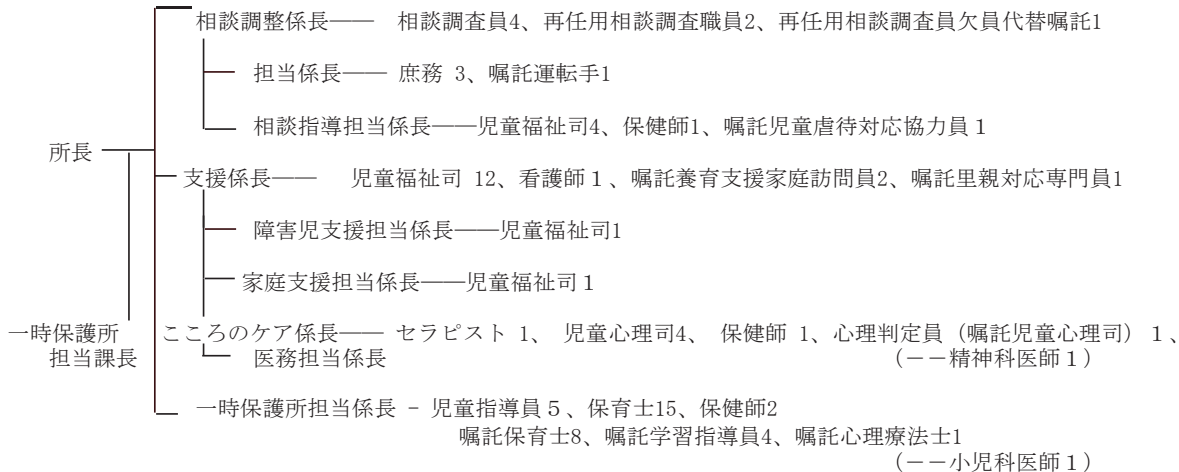 相談調整係長―― 相談調査員4、再任用相談調査職員2、再任用相談調査員欠員代替嘱託1
担当係長―― 庶務 3、嘱託運転手1
相談指導担当係長――児童福祉司4、保健師1、嘱託児童虐待対応協力員１
所長
支援係長―― 児童福祉司 12、看護師１、嘱託養育支援家庭訪問員2、嘱託里親対応専門員1
障害児支援担当係長――児童福祉司1
家庭支援担当係長――児童福祉司１
一時保護所 こころのケア係長―― セラピスト 1、 児童心理司4、 保健師 1、心理判定員（嘱託児童心理司）１、
担当課長 医務担当係長 （－－精神科医師１）
一時保護所担当係長 － 児童指導員５、保育士15、保健師2
嘱託保育士8、嘱託学習指導員4、嘱託心理療法士1
（－－小児科医師１）